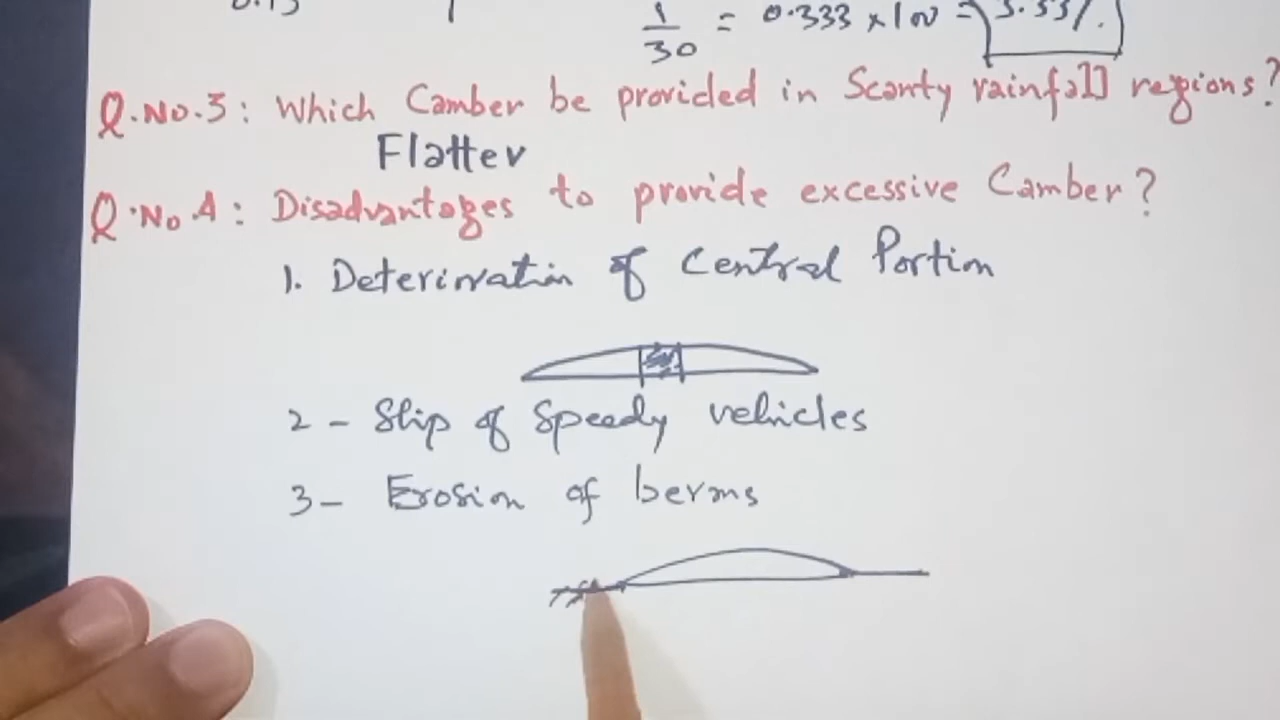 0.15
1/30 = 0.333 x 100 = 3.33%.
Q.No.3: Which Camber be provided in Scanty rainfall regions?
Flatter
Q.No.4: Disadvantages to provide excessive Camber?
1. Deterioration of Central Portion
2 - Slip of Speedy vehicles
3 - Erosion of berms